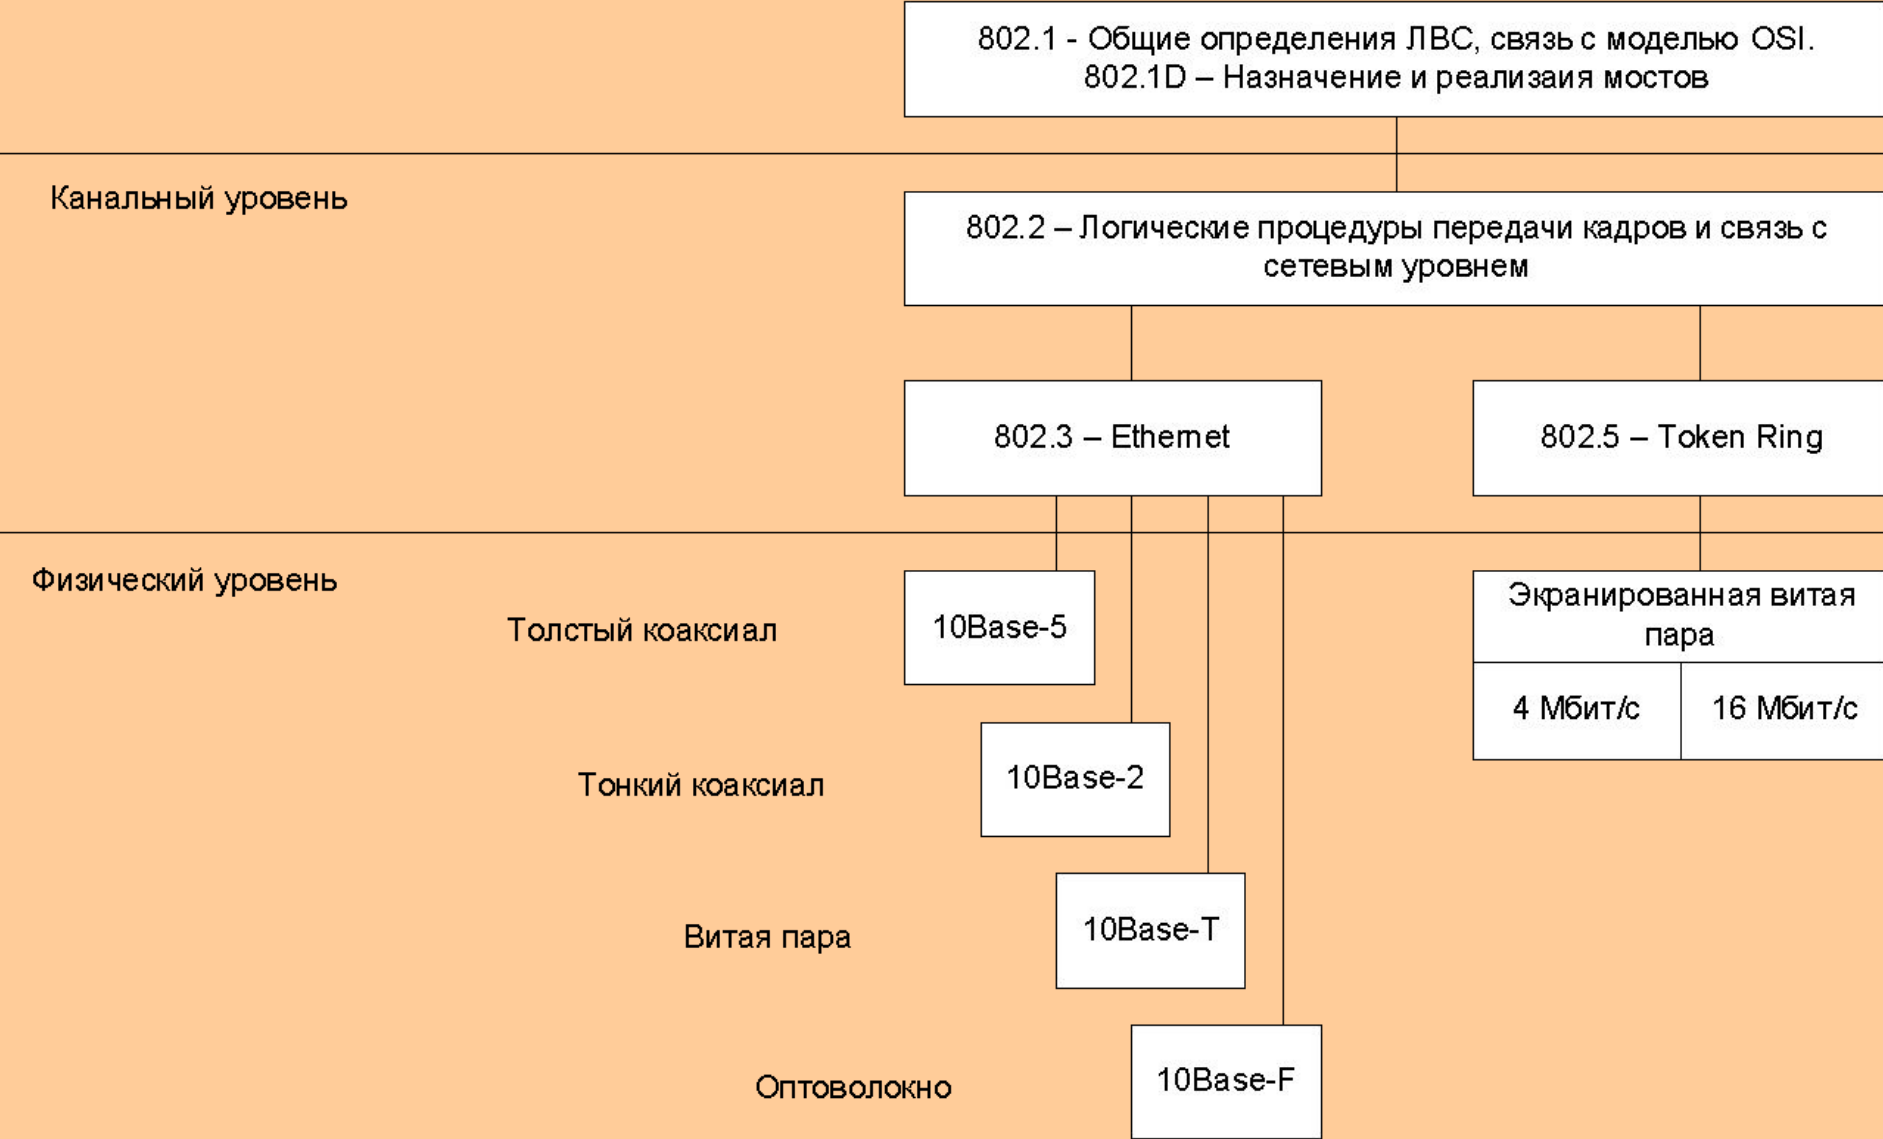 802.1 - Общие определения ЛВС, связь с моделью OSI.
802.1D – Назначение и реализаия мостов
Канальный уровень
802.2 – Логические процедуры передачи кадров и связь с
сетевым уровнем
802.3 – Ethernet
802.5 – Token Ring
Физический уровень
Толстый коаксиал
10Base-5
Экранированная витая
пара
4 Мбит/с
16 Мбит/с
Тонкий коаксиал
10Base-2
Витая пара
10Base-T
Оптоволокно
10Base-F